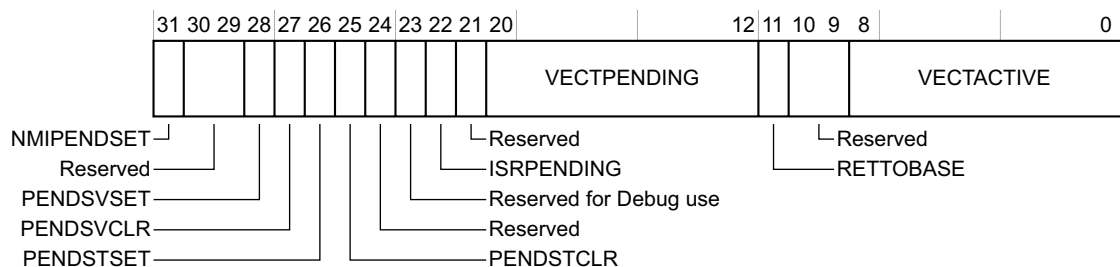 31 30 29 28 27 26 25 24 23 22 21 20 12 11 10 9 8 0
VECTPENDING VECTACTIVE
NMIPENDSET Reserved Reserved
Reserved ISRPENDING RETTOBASE
PENDSVSET Reserved for Debug use
PENDSVCLR Reserved
PENDSTSET PENDSTCLR